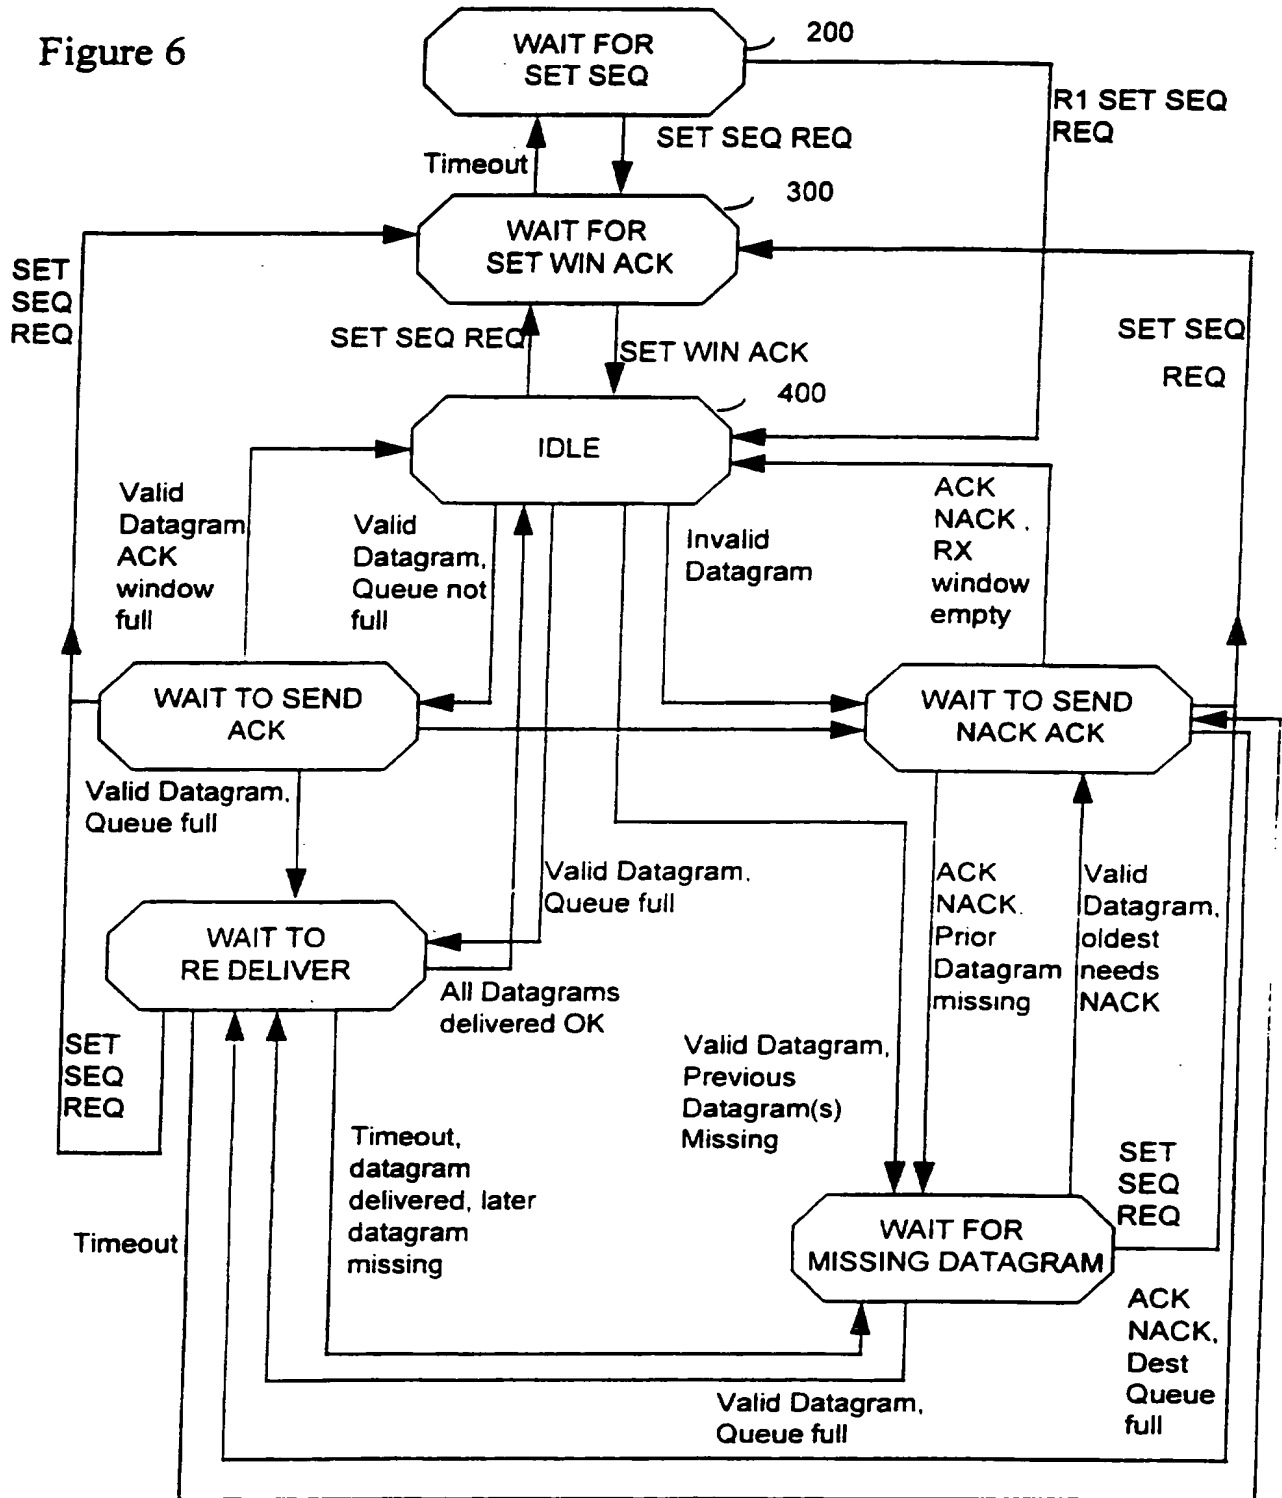 Figure 6
WAIT FOR
SET SEQ
200
R1 SET SEQ
REQ
SET SEQ REQ
Timeout
300
WAIT FOR
SET WIN ACK
SET
SEQ
REQ
SET SEQ REQ
SET WIN ACK
SET SEQ
REQ
400
IDLE
Valid
Datagram
ACK
window
full
Valid
Datagram,
Queue not
full
Invalid
Datagram
ACK
NACK,
RX
window
empty
WAIT TO SEND
ACK
WAIT TO SEND
NACK ACK
Valid Datagram,
Queue full
Valid Datagram,
Queue full
ACK
NACK.
Prior
Datagram
missing
Valid
Datagram,
oldest
needs
NACK
WAIT TO
RE DELIVER
All Datagrams
delivered OK
SET
SEQ
REQ
Valid Datagram,
Previous
Datagram(s)
Missing
Timeout,
datagram
delivered, later
datagram
missing
SET
SEQ
REQ
Timeout
WAIT FOR
MISSING DATAGRAM
ACK
NACK,
Dest
Queue
full
Valid Datagram,
Queue full